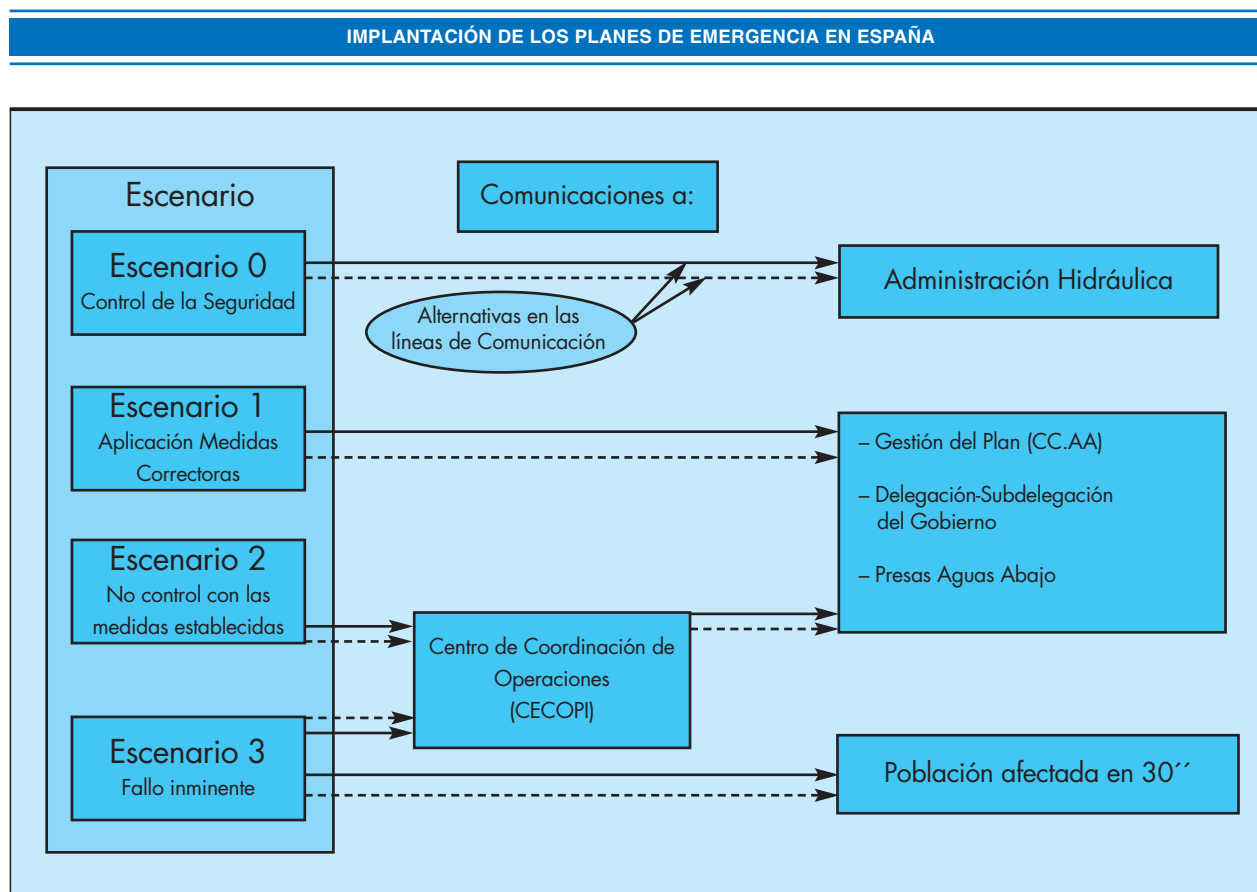 IMPLANTACIÓN DE LOS PLANES DE EMERGENCIA EN ESPAÑA
Escenario
Comunicaciones a:
Escenario 0
Control de la Seguridad
Administración Hidráulica
Alternativas en las
líneas de Comunicación
Escenario 1
Aplicación Medidas
Correctoras
– Gestión del Plan (CC.AA)
– Delegación-Subdelegación
del Gobierno
– Presas Aguas Abajo
Escenario 2
No control con las
medidas establecidas
Centro de Coordinación de
Operaciones
(CECOPI)
Escenario 3
Fallo inminente
Población afectada en 30´´